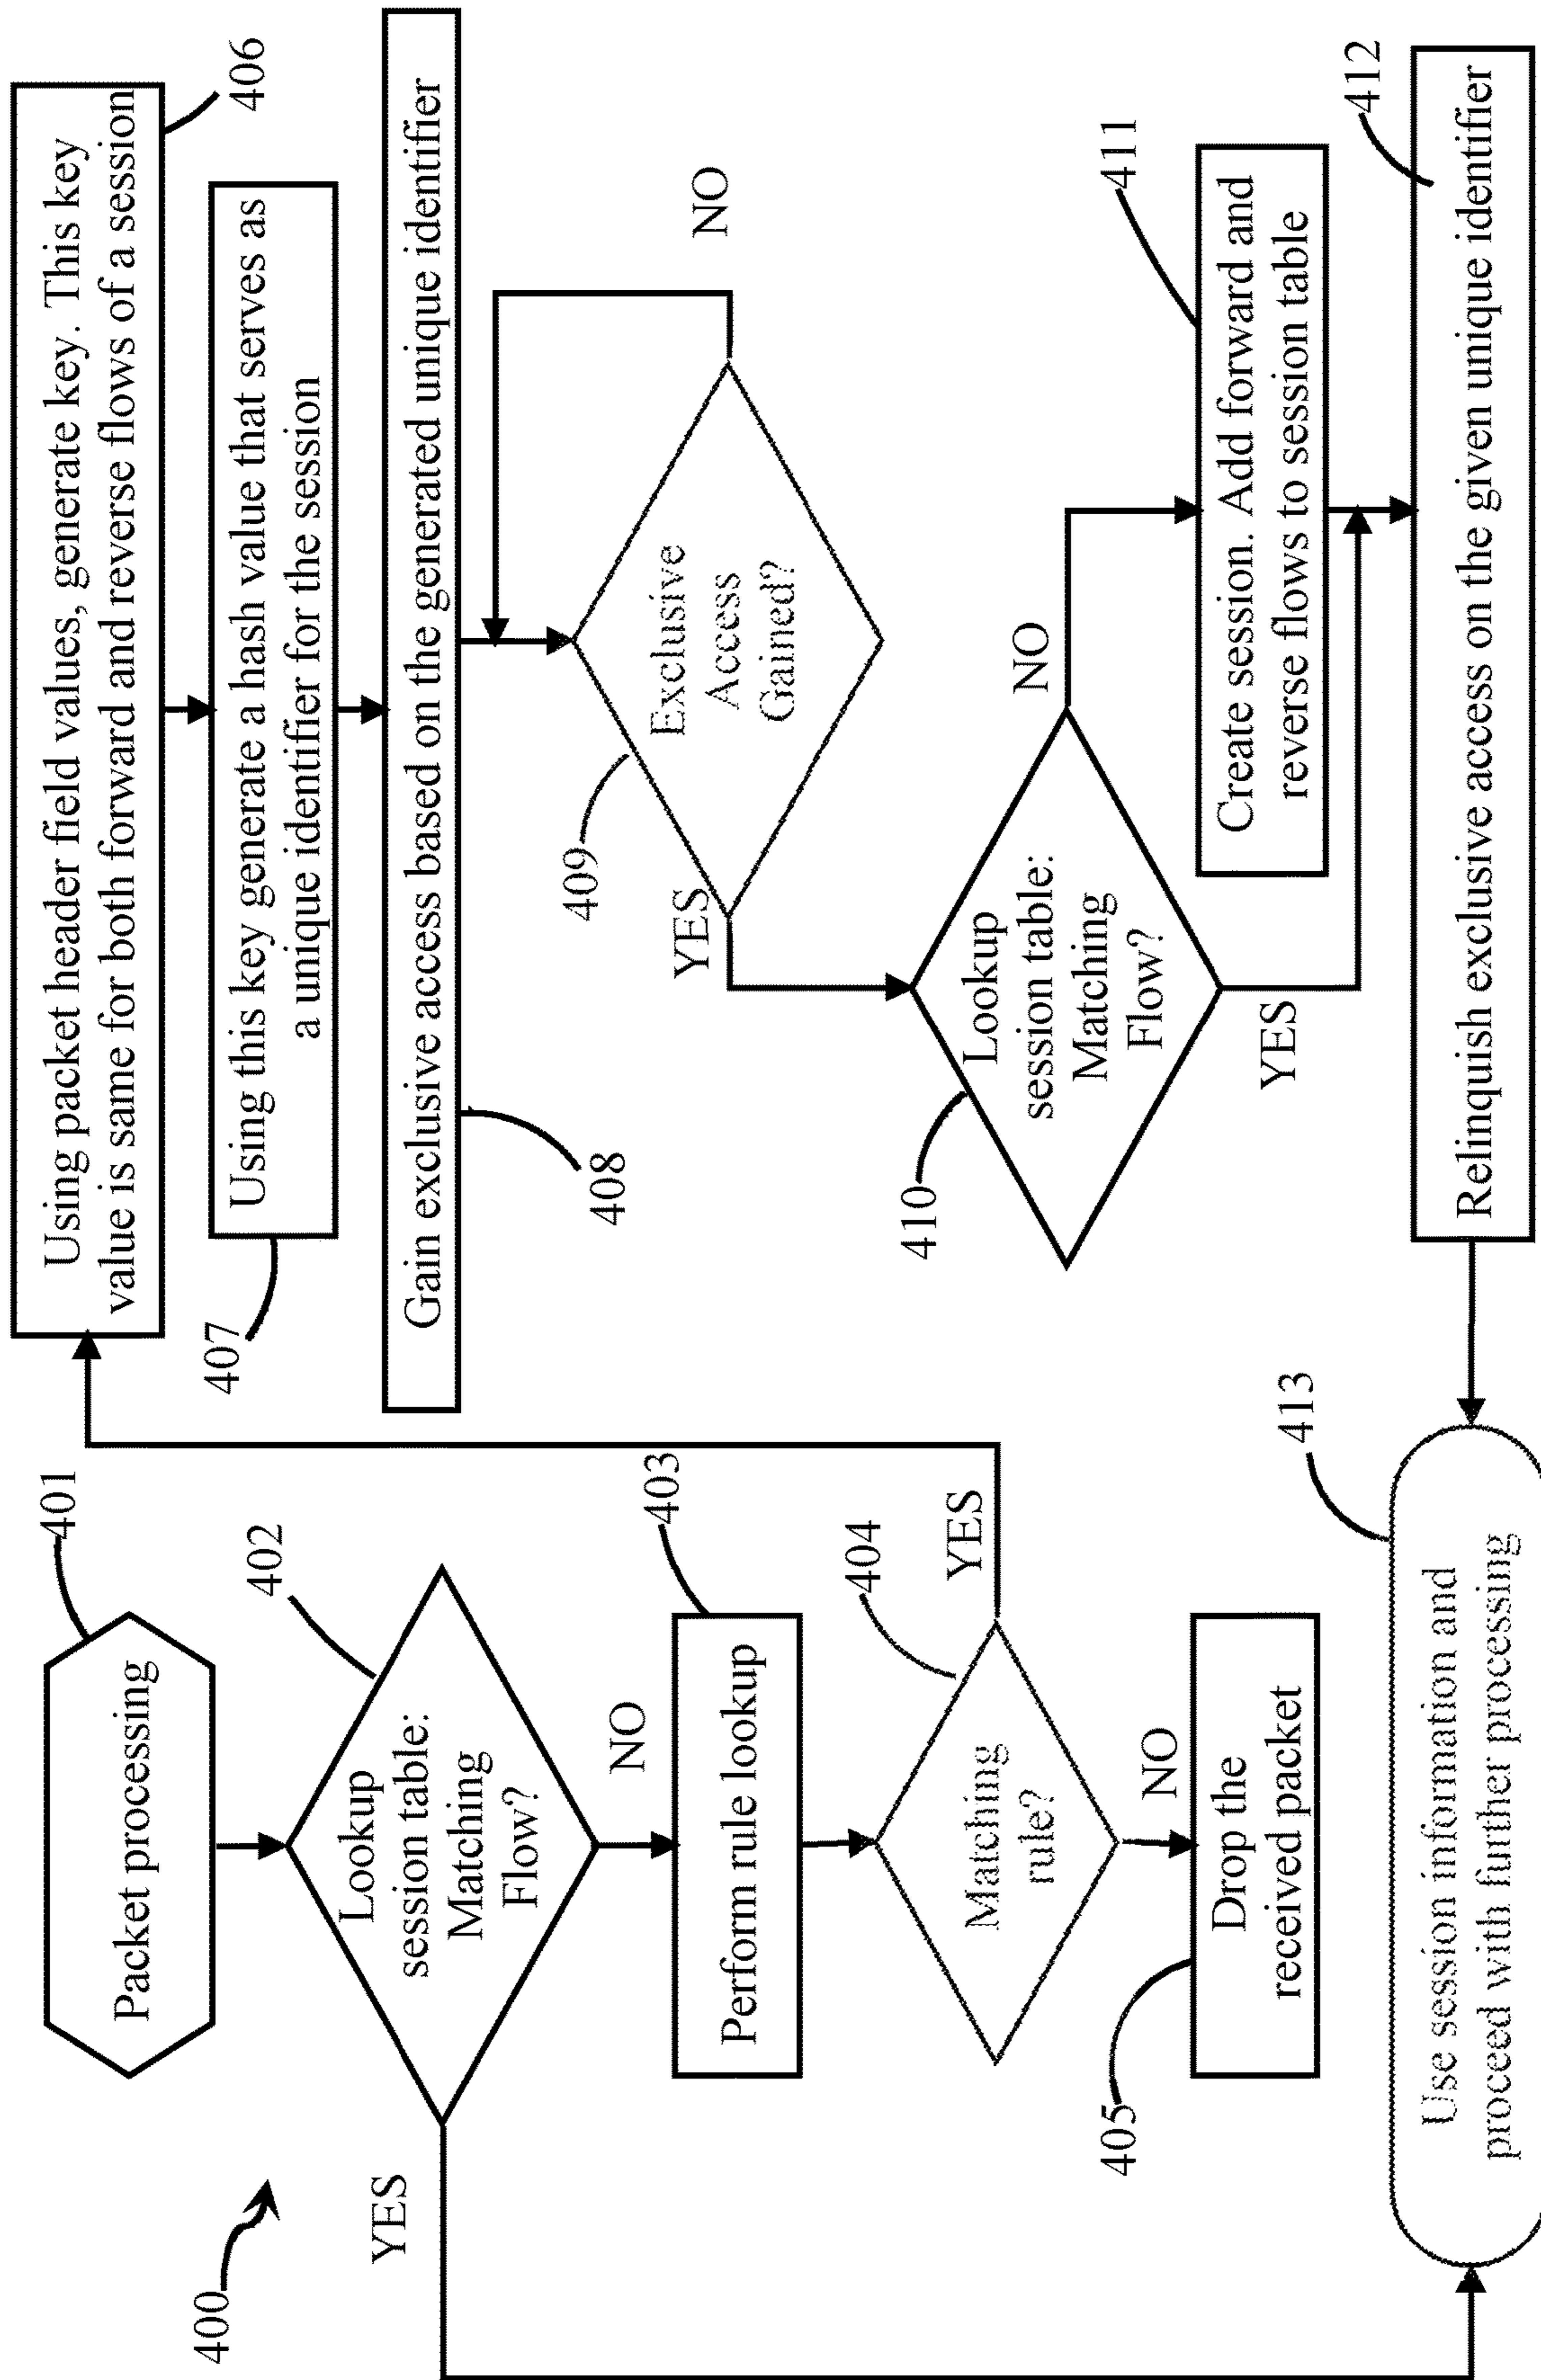 400
401
Packet processing
402
Lookup
session table:
Matching
Flow?
YES
NO
403
Perform rule lookup
404
Matching
rule?
YES
NO
405
Drop the
received packet
406
Using packet header field values, generate key. This key
value is same for both forward and reverse flows of a session
407
Using this key generate a hash value that serves as
a unique identifier for the session
408
Gain exclusive access based on the generated unique identifier
409
Exclusive
Access
Gained?
NO
YES
410
Lookup
session table:
Matching
Flow?
NO
YES
411
Create session. Add forward and
reverse flows to session table
412
Relinquish exclusive access on the given unique identifier
413
Use session information and
proceed with further processing